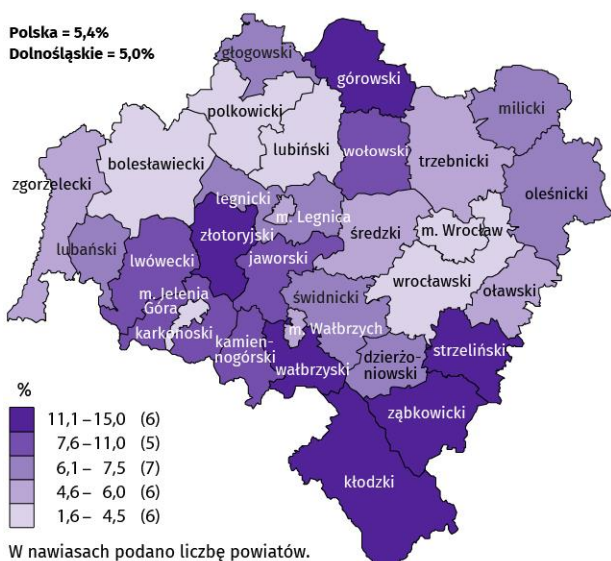 Polska = 5,4%
Dolnośląskie = 5,0%
głogowski
górowski
milicki
polkowicki
lubiński
wołowski
trzebnicki
bolesławiecki
zgorzelecki
oleśnicki
legnicki
m. Legnica
lubański
złotoryjski
średzki
m. Wrocław
lwówecki
jaworski
wrocławski
m. Jelenia
Góra
świdnicki
oławski
karkonoski
kamien-
nogórski
m. Wałbrzych
strzeliński
dzierżo-
niowski
wałbrzyski
ząbkowicki
kłodzki
%
11,1 – 15,0 (6)
7,6 – 11,0 (5)
6,1 – 7,5 (7)
4,6 – 6,0 (6)
1,6 – 4,5 (6)
W nawiasach podano liczbę powiatów.